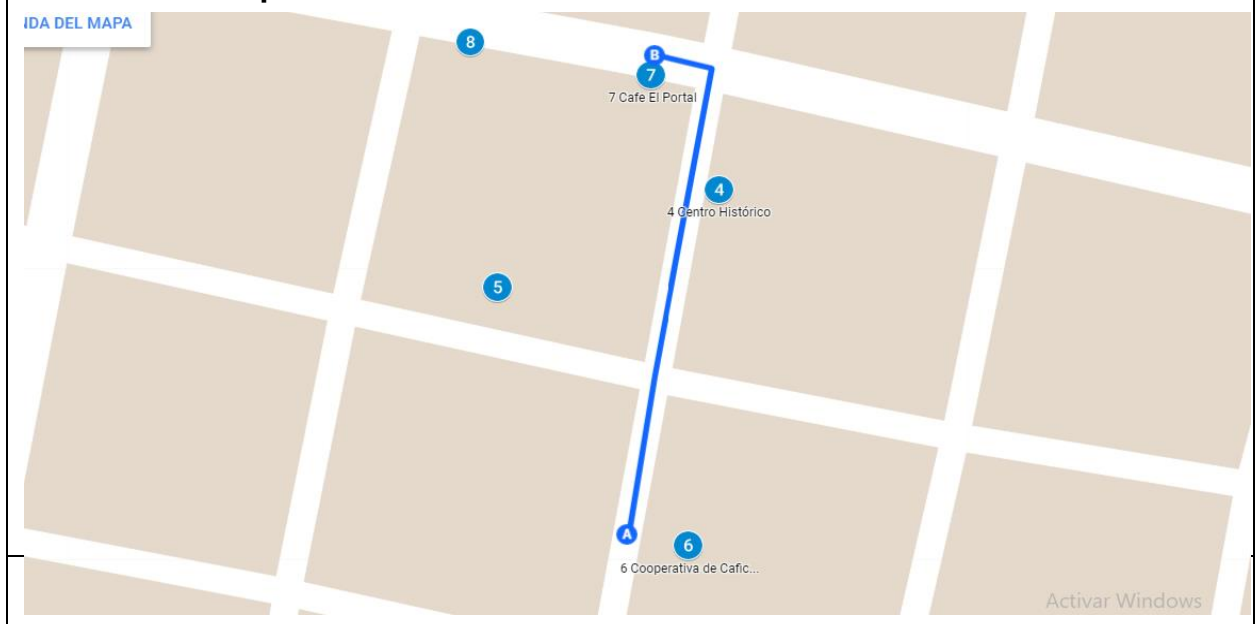 NDA DEL MAPA
8
B
7
7 Cafe El Portal
4
4 Centro Histórico
5
A
6
6 Cooperativa de Cafic...
Activar Windows